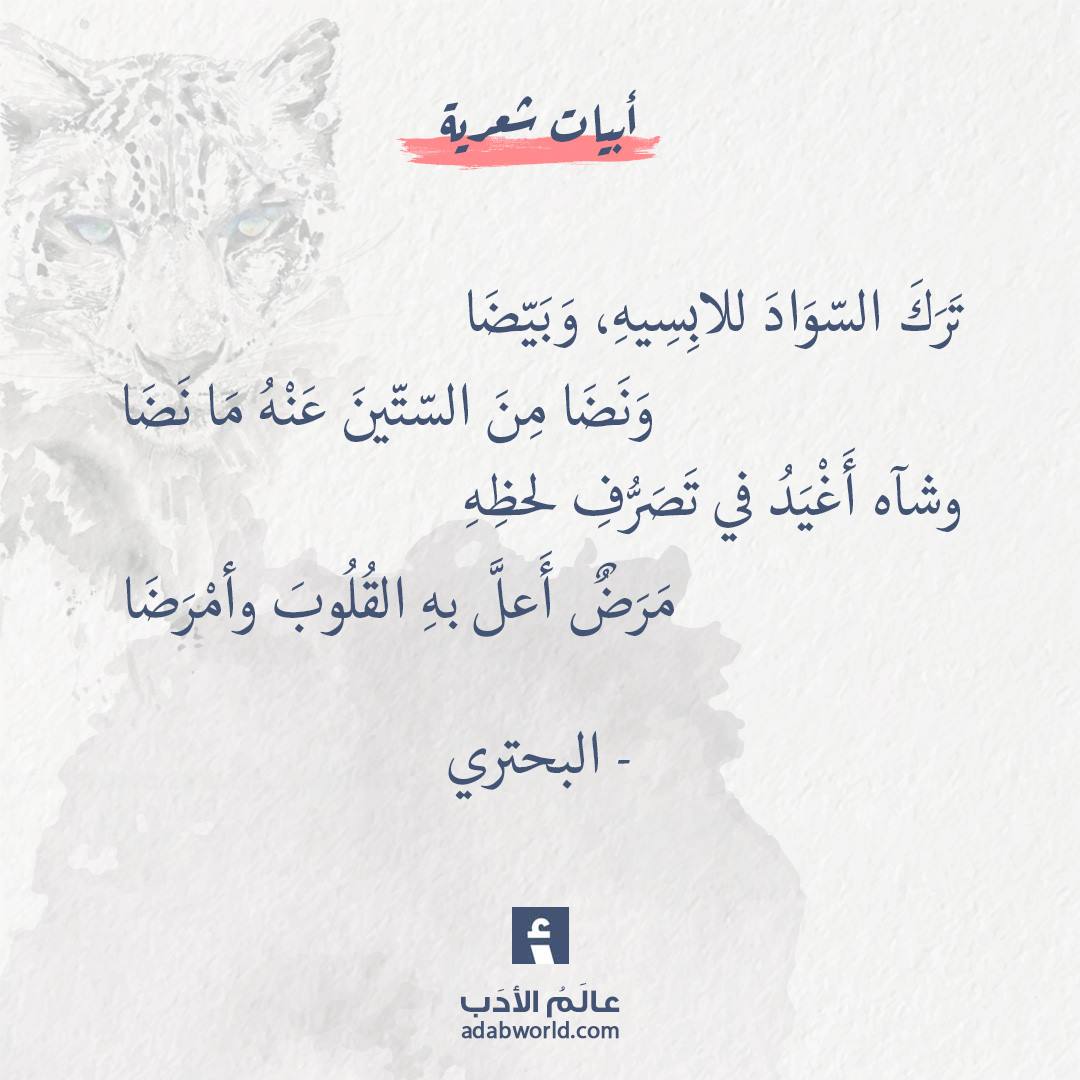 أبيات شعرية
تَرَكَ السّوَادَ للابِسِيهِ، وَبَيّضَا
وَنَضَا مِنَ السّتّينَ عَنْهُ مَا نَضَا
وشآه أَغْيَدُ في تَصَرُّفِ لحظِهِ
مَرَضٌ أَعلَّ بهِ القُلُوبَ وأمْرَضَا
- البحتري
أ
عالَمُ الأدَب
adabworld.com